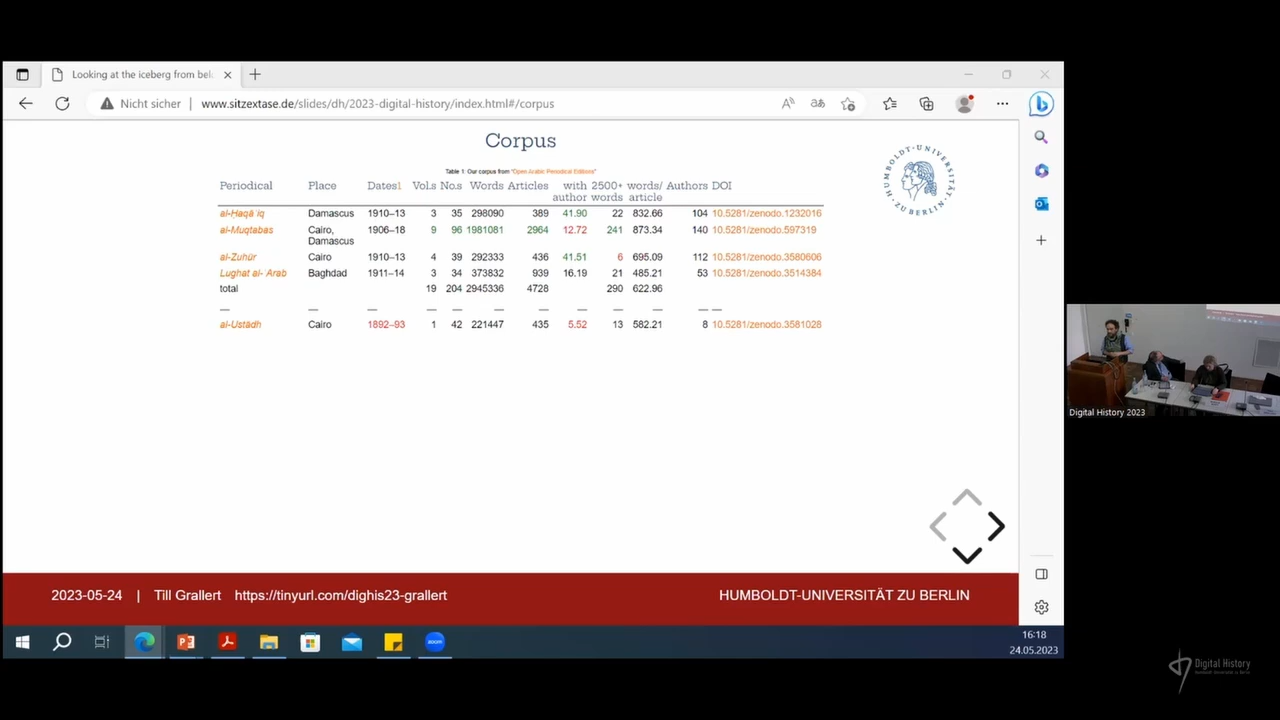 Looking at the iceberg from bel
Nicht sicher | www.sitzextase.de/slides/dh/2023-digital-history/index.html#/corpus
Corpus
Table 1: Our corpus from "Open Arabic Periodical Editions"
Periodical Place Dates1 Vol.s No.s Words Articles with author 2500+ words words/article Authors DOI
al-Ḥaqāʾiq Damascus 1910–13 3 35 298090 389 41.90 22 832.66 104 10.5281/zenodo.1232016
al-Muqtabas Cairo, Damascus 1906–18 9 96 1981081 2964 12.72 241 873.34 140 10.5281/zenodo.597319
al-Zuhūr Cairo 1910–13 4 39 292333 436 41.51 6 695.09 112 10.5281/zenodo.3580606
Lughat al-ʿArab Baghdad 1911–14 3 34 373832 939 16.19 21 485.21 53 10.5281/zenodo.3514384
total 19 204 2945336 4728 290 622.96
— — — — — — — — — — — —
al-Ustādh Cairo 1892–93 1 42 221447 435 5.52 13 582.21 8 10.5281/zenodo.3581028
HUMBOLDT-UNIVERSITÄT ZU BERLIN
2023-05-24 | Till Grallert https://tinyurl.com/dighis23-grallert
HUMBOLDT-UNIVERSITÄT ZU BERLIN
16:18
24.05.2023
zoom
Digital History 2023
Digital History